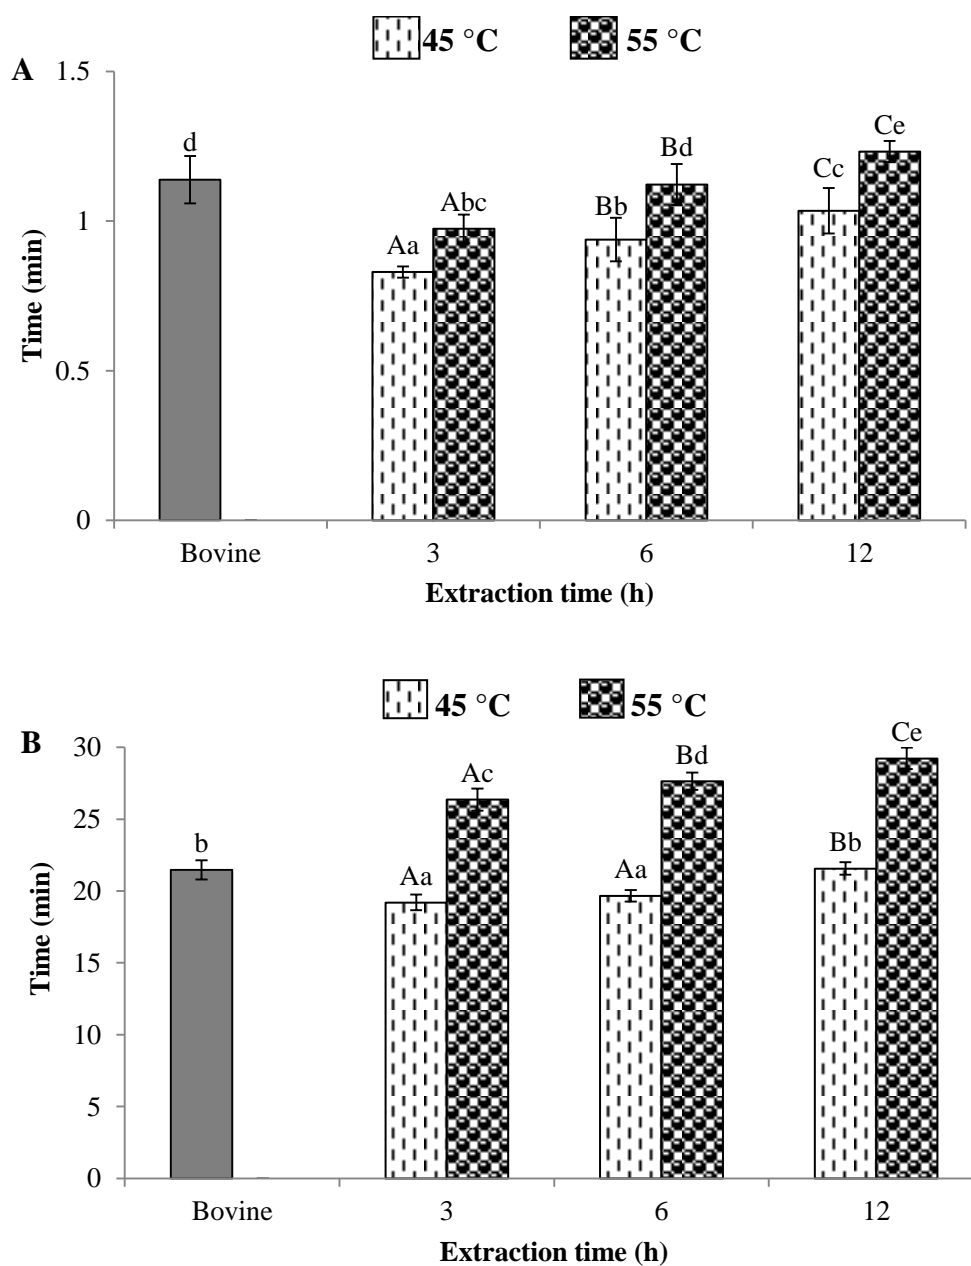 45 °C 55 °C
A
1.5
Ce
d
Bd
Cc
Abc
Bb
1
Aa
Time (min)
0.5
0
Bovine 3 6 12
Extraction time (h)
45 °C 55 °C
B
30
Ce
Bd
Ac
25
b
Bb
Aa
Aa
20
Time (min)
15
10
5
0
Bovine 3 6 12
Extraction time (h)